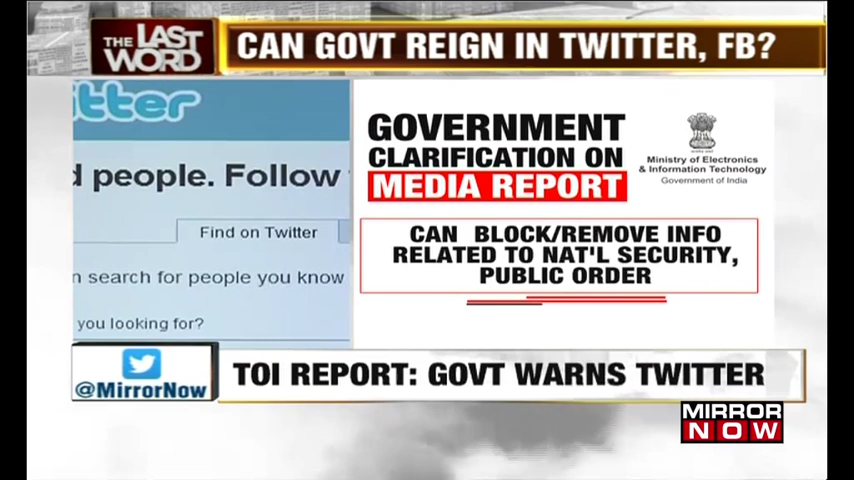 THE LAST WORD
CAN GOVT REIGN IN TWITTER, FB?
itter
d people. Follow
Find on Twitter
n search for people you know
you looking for?
GOVERNMENT
CLARIFICATION ON
MEDIA REPORT
Ministry of Electronics
& Information Technology
Government of India
CAN BLOCK/REMOVE INFO
RELATED TO NAT'L SECURITY,
PUBLIC ORDER
@MirrorNow
TOI REPORT: GOVT WARNS TWITTER
MIRROR
NOW